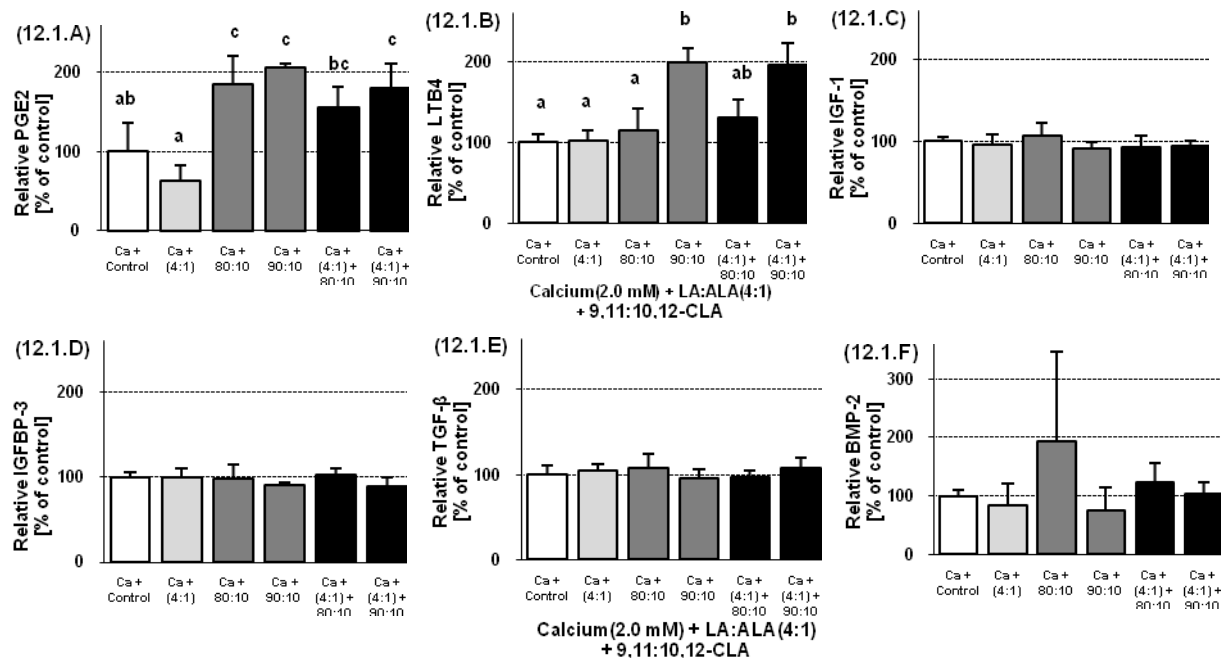 (12.1.A)
Relative PGE2
[% of control]
200
100
0
ab
a
c
c
bc
c
Ca +
Control
Ca +
(4:1)
Ca +
80:10
Ca +
90:10
Ca +
(4:1) +
80:10
Ca +
(4:1) +
90:10
(12.1.B)
Relative LTB4
[% of control]
200
100
0
a
a
a
b
ab
b
Ca +
Control
Ca +
(4:1)
Ca +
80:10
Ca +
90:10
Ca +
(4:1) +
80:10
Ca +
(4:1) +
90:10
Calcium(2.0 mM) + LA:ALA(4:1)
+ 9,11:10,12-CLA
(12.1.C)
Relative IGF-1
[% of control]
200
100
0
Ca +
Control
Ca +
(4:1)
Ca +
80:10
Ca +
90:10
Ca +
(4:1) +
80:10
Ca +
(4:1) +
90:10
(12.1.D)
Relative IGFBP-3
[% of control]
200
100
0
Ca +
Control
Ca +
(4:1)
Ca +
80:10
Ca +
90:10
Ca +
(4:1) +
80:10
Ca +
(4:1) +
90:10
(12.1.E)
Relative TGF-β
[% of control]
200
100
0
Ca +
Control
Ca +
(4:1)
Ca +
80:10
Ca +
90:10
Ca +
(4:1) +
80:10
Ca +
(4:1) +
90:10
Calcium(2.0 mM) + LA:ALA(4:1)
+ 9,11:10,12-CLA
(12.1.F)
Relative BMP-2
[% of control]
300
200
100
0
Ca +
Control
Ca +
(4:1)
Ca +
80:10
Ca +
90:10
Ca +
(4:1) +
80:10
Ca +
(4:1) +
90:10